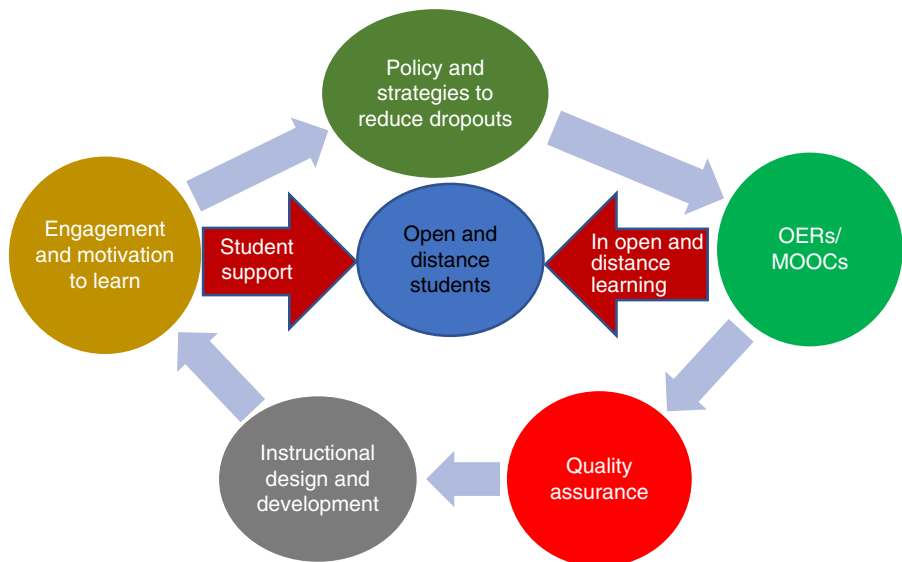 Policy and
strategies to
reduce dropouts
Engagement
and motivation
to learn
Student
support
Open and
distance
students
In open and
distance
learning
OERs/
MOOCs
Instructional
design and
development
Quality
assurance